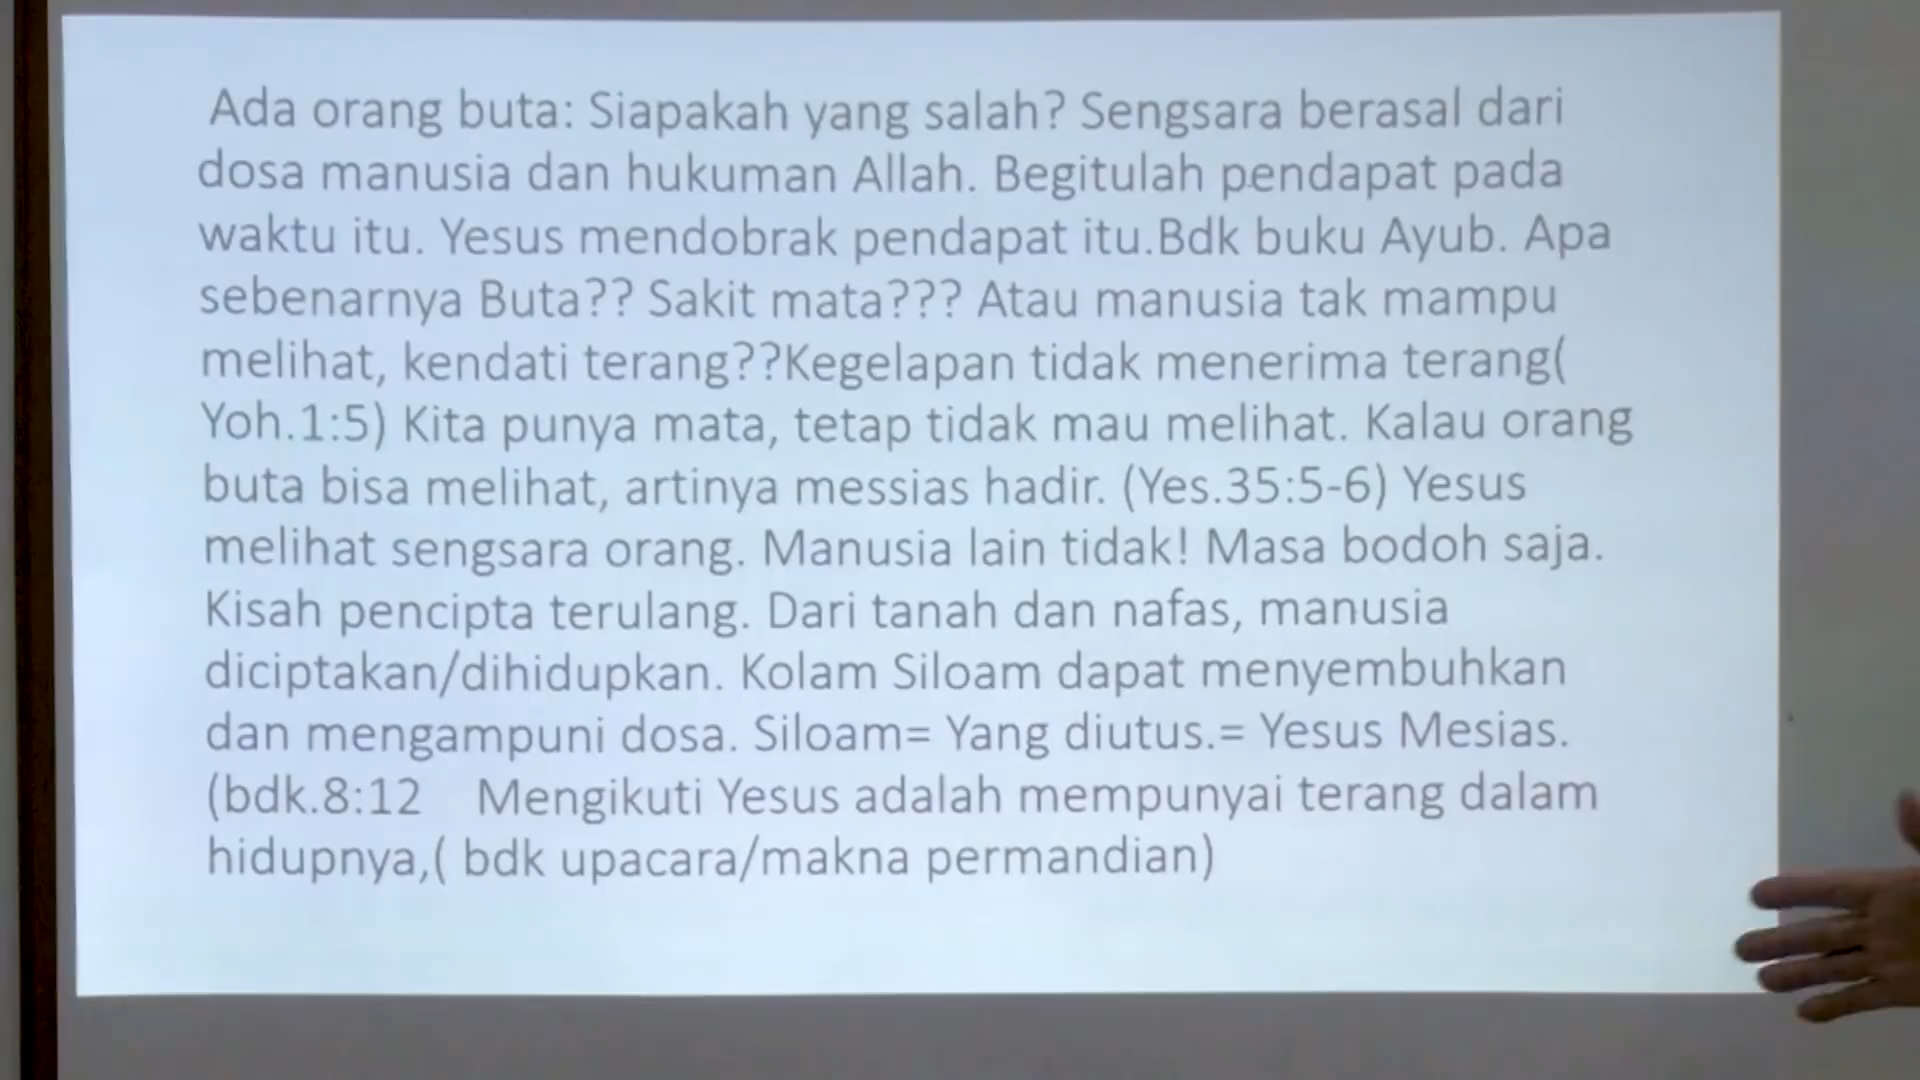 Ada orang buta: Siapakah yang salah? Sengsara berasal dari
dosa manusia dan hukuman Allah. Begitulah pendapat pada
waktu itu. Yesus mendobrak pendapat itu.Bdk buku Ayub. Apa
sebenarnya Buta?? Sakit mata??? Atau manusia tak mampu
melihat, kendati terang??Kegelapan tidak menerima terang(
Yoh.1:5) Kita punya mata, tetap tidak mau melihat. Kalau orang
buta bisa melihat, artinya messias hadir. (Yes.35:5-6) Yesus
melihat sengsara orang. Manusia lain tidak! Masa bodoh saja.
Kisah pencipta terulang. Dari tanah dan nafas, manusia
diciptakan/dihidupkan. Kolam Siloam dapat menyembuhkan
dan mengampuni dosa. Siloam= Yang diutus.= Yesus Mesias.
(bdk.8:12 Mengikuti Yesus adalah mempunyai terang dalam
hidupnya,( bdk upacara/makna permandian)